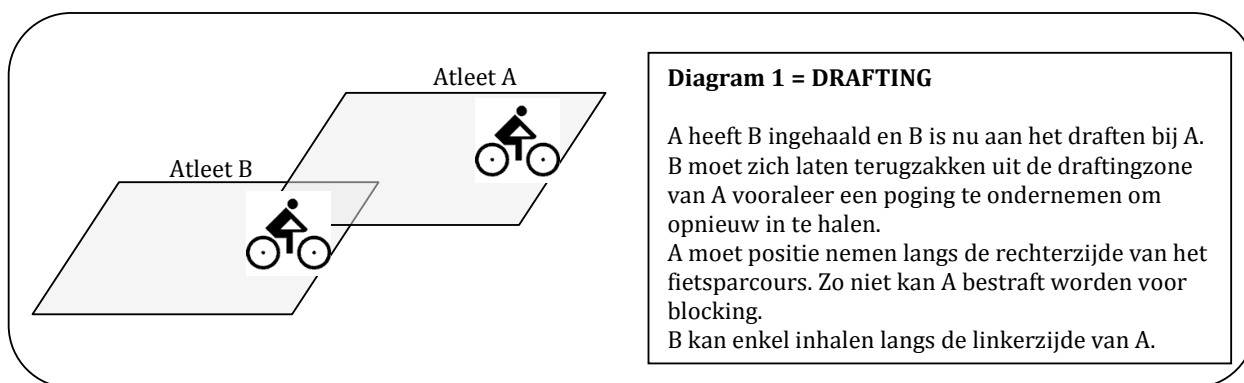 Atleet A
Atleet B
Diagram 1 = DRAFTING
A heeft B ingehaald en B is nu aan het draften bij A.
B moet zich laten terugzakken uit de draftingzone
van A vooraleer een poging te ondernemen om
opnieuw in te halen.
A moet positie nemen langs de rechterzijde van het
fietsparcours. Zo niet kan A bestraft worden voor
blocking.
B kan enkel inhalen langs de linkerzijde van A.